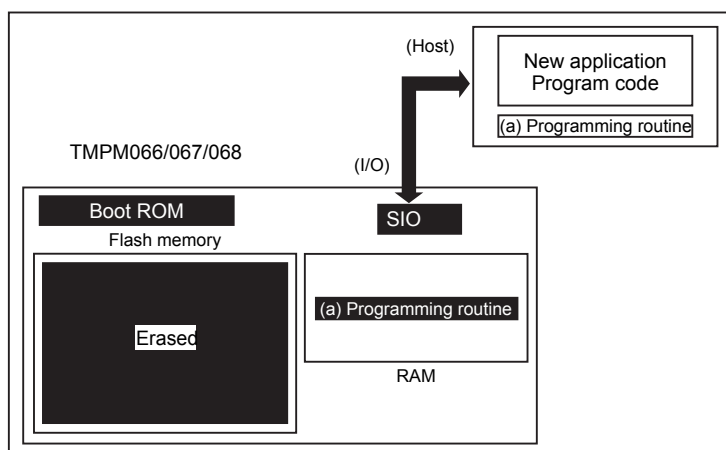 (Host)
New application
Program code
(a) Programming routine
TMPM066/067/068
(I/O)
Boot ROM
SIO
Flash memory
(a) Programming routine
Erased
RAM